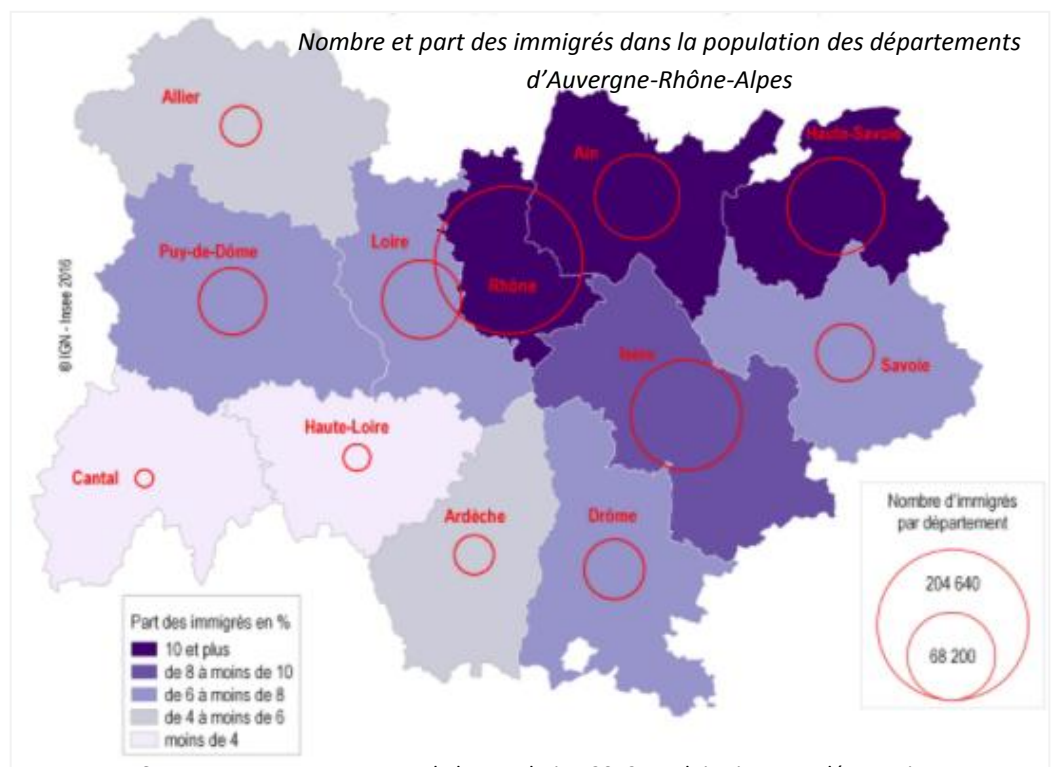 Nombre et part des immigrés dans la population des départements
d'Auvergne-Rhône-Alpes
Allier
Ain
Haute-Savoie
Puy-de-Dôme
Loire
Rhône
© IGN - Insee 2016
Isère
Savoie
Haute-Loire
Cantal
Ardèche
Drôme
Nombre d'immigrés
par département
204 640
68 200
Part des immigrés en %
10 et plus
de 8 à moins de 10
de 6 à moins de 8
de 4 à moins de 6
moins de 4